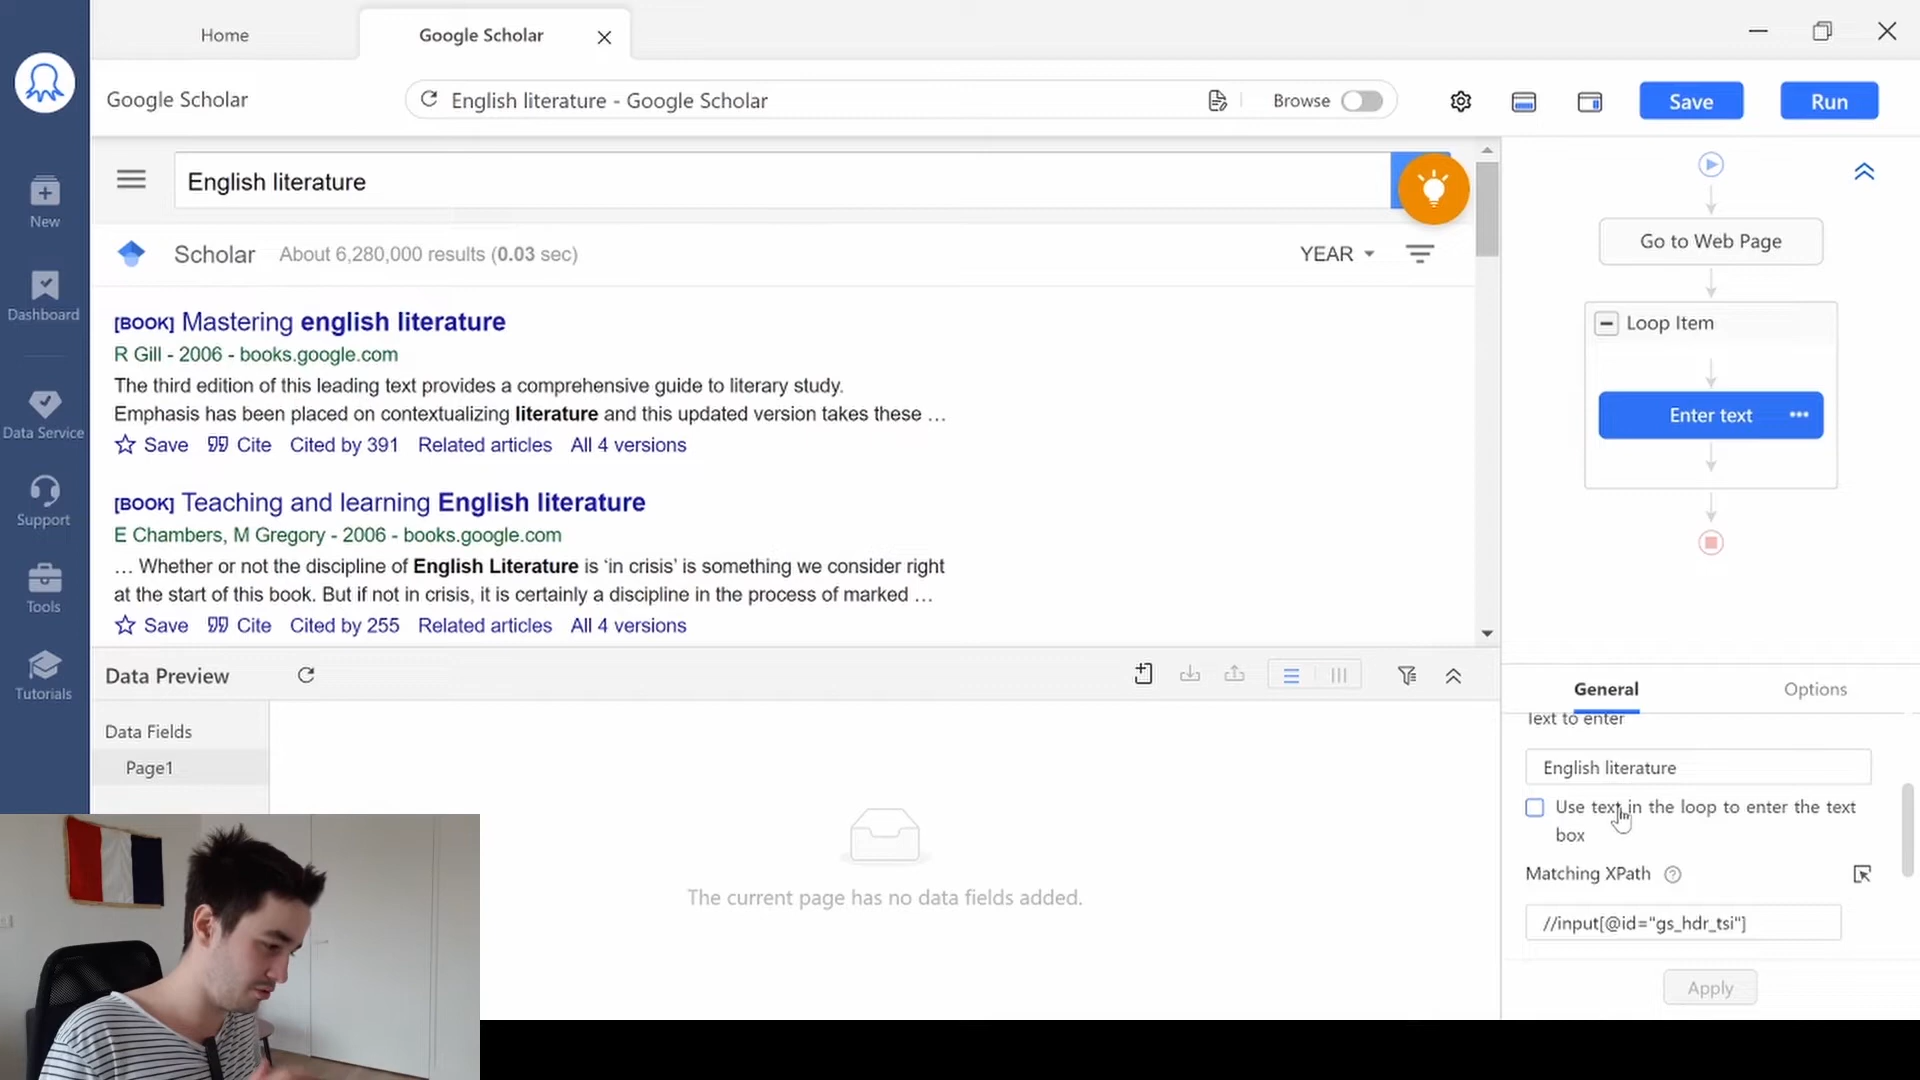 Home
Google Scholar
Google Scholar
English literature - Google Scholar
Browse
Save
Run
New
Dashboard
Data Service
Support
Tools
Tutorials
English literature
Scholar
About 6,280,000 results (0.03 sec)
YEAR
[BOOK] Mastering english literature
R Gill - 2006 - books.google.com
The third edition of this leading text provides a comprehensive guide to literary study.
Emphasis has been placed on contextualizing literature and this updated version takes these …
Save Cite Cited by 391 Related articles All 4 versions
[BOOK] Teaching and learning English literature
E Chambers, M Gregory - 2006 - books.google.com
… Whether or not the discipline of English Literature is ‘in crisis’ is something we consider right
at the start of this book. But if not in crisis, it is certainly a discipline in the process of marked …
Save Cite Cited by 255 Related articles All 4 versions
Data Preview
Data Fields
Page1
The current page has no data fields added.
Go to Web Page
Loop Item
Enter text
General
Options
Text to enter
English literature
Use text in the loop to enter the text
box
Matching XPath
//input[@id="gs_hdr_tsi"]
Apply